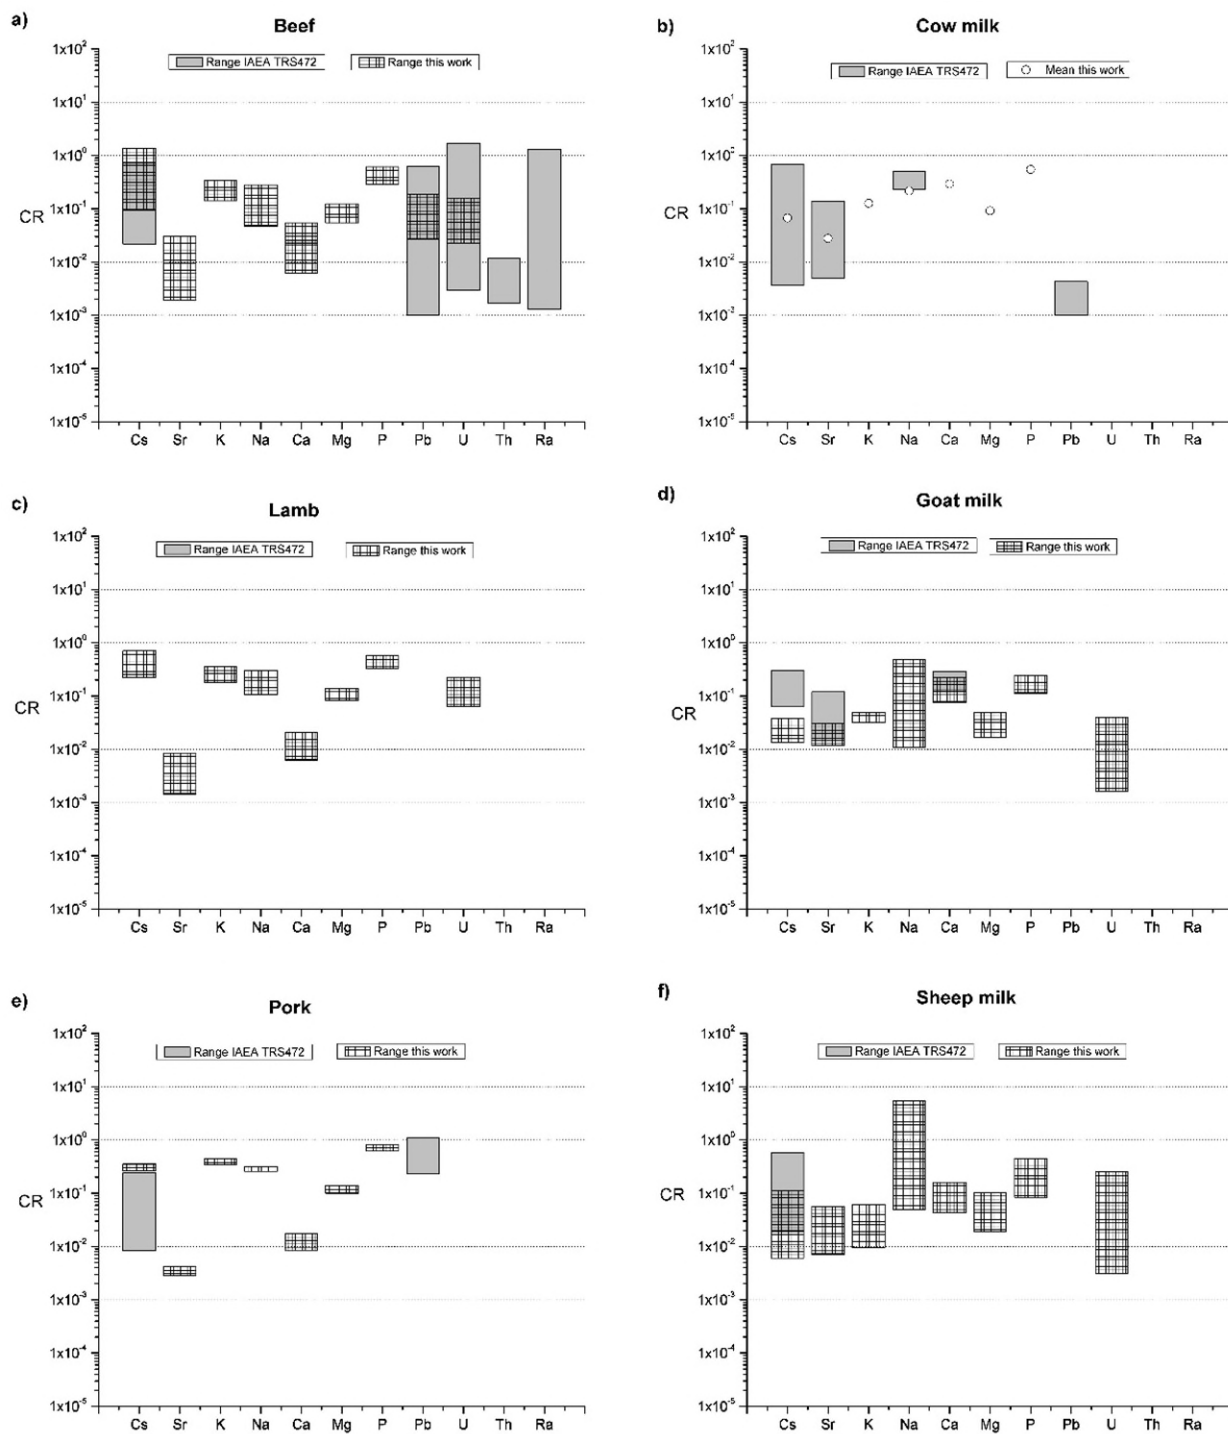 a) Beef
Range IAEA TRS472 Range this work
1x10²
1x10¹
1x10⁰
1x10⁻¹
1x10⁻²
1x10⁻³
1x10⁻⁴
1x10⁻⁵
CR
Cs Sr K Na Ca Mg P Pb U Th Ra
b) Cow milk
Range IAEA TRS472 Mean this work
1x10²
1x10¹
1x10⁰
1x10⁻¹
1x10⁻²
1x10⁻³
1x10⁻⁴
1x10⁻⁵
CR
Cs Sr K Na Ca Mg P Pb U Th Ra
c) Lamb
Range IAEA TRS472 Range this work
1x10²
1x10¹
1x10⁰
1x10⁻¹
1x10⁻²
1x10⁻³
1x10⁻⁴
1x10⁻⁵
CR
Cs Sr K Na Ca Mg P Pb U Th Ra
d) Goat milk
Range IAEA TRS472 Range this work
1x10²
1x10¹
1x10⁰
1x10⁻¹
1x10⁻²
1x10⁻³
1x10⁻⁴
1x10⁻⁵
CR
Cs Sr K Na Ca Mg P Pb U Th Ra
e) Pork
Range IAEA TRS472 Range this work
1x10²
1x10¹
1x10⁰
1x10⁻¹
1x10⁻²
1x10⁻³
1x10⁻⁴
1x10⁻⁵
CR
Cs Sr K Na Ca Mg P Pb U Th Ra
f) Sheep milk
Range IAEA TRS472 Range this work
1x10²
1x10¹
1x10⁰
1x10⁻¹
1x10⁻²
1x10⁻³
1x10⁻⁴
1x10⁻⁵
CR
Cs Sr K Na Ca Mg P Pb U Th Ra